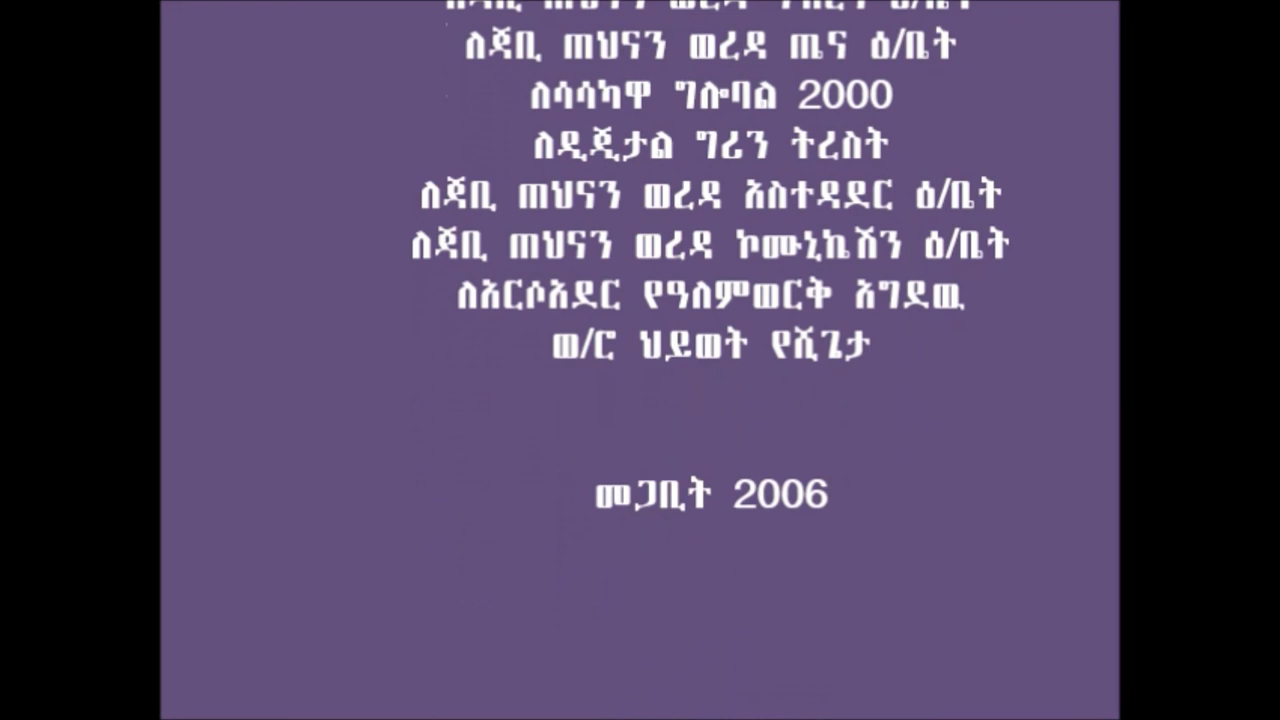 ለጃቢ ጠህናን ወረዳ ጤና ዕ/ቤት
ለሳሳካዋ ግሎባል 2000
ለዲጂታል ግሪን ትረስት
ለጃቢ ጠህናን ወረዳ አስተዳደር ዕ/ቤት
ለጃቢ ጠህናን ወረዳ ኮሙኒኬሽን ዕ/ቤት
ለአርሶአደር የዓለምወርቅ አግደዉ
ወ/ሮ ህይወት የሺጌታ
መጋቢት 2006